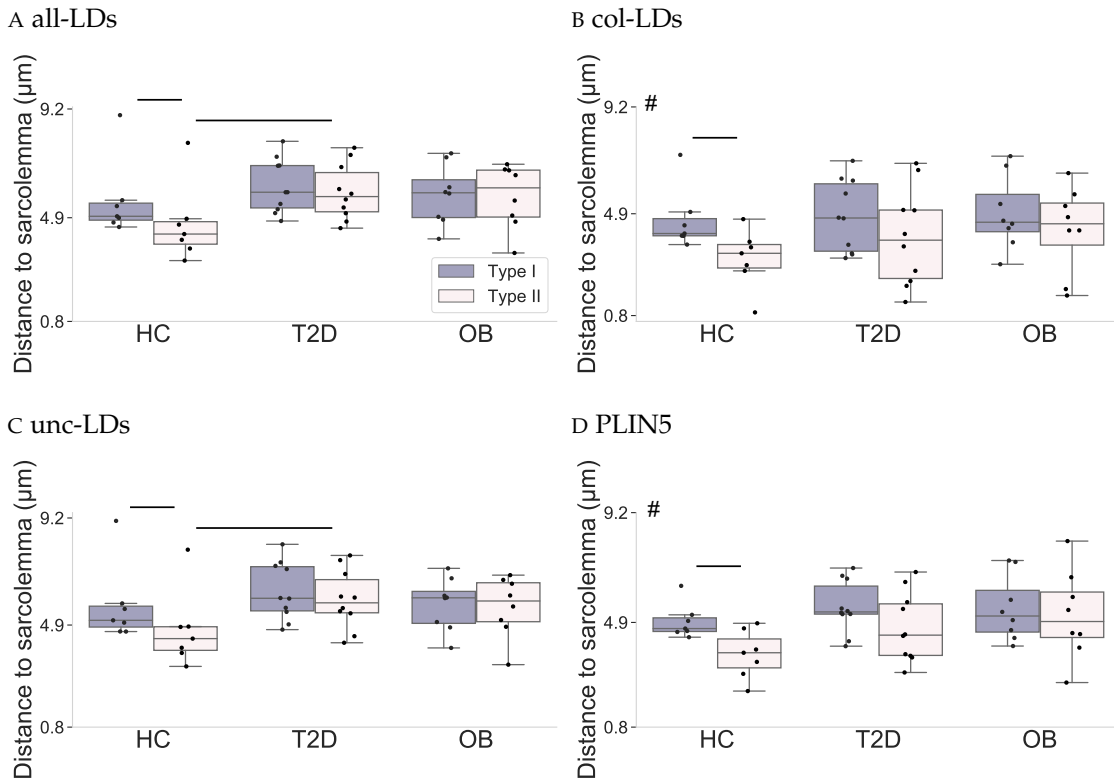 A all-LDs
Distance to sarcolemma (μm)
9.2
4.9
0.8
HC
T2D
OB
Type I
Type II
B col-LDs
Distance to sarcolemma (μm)
9.2
#
4.9
0.8
HC
T2D
OB
C unc-LDs
Distance to sarcolemma (μm)
9.2
4.9
0.8
HC
T2D
OB
D PLIN5
Distance to sarcolemma (μm)
9.2
#
4.9
0.8
HC
T2D
OB